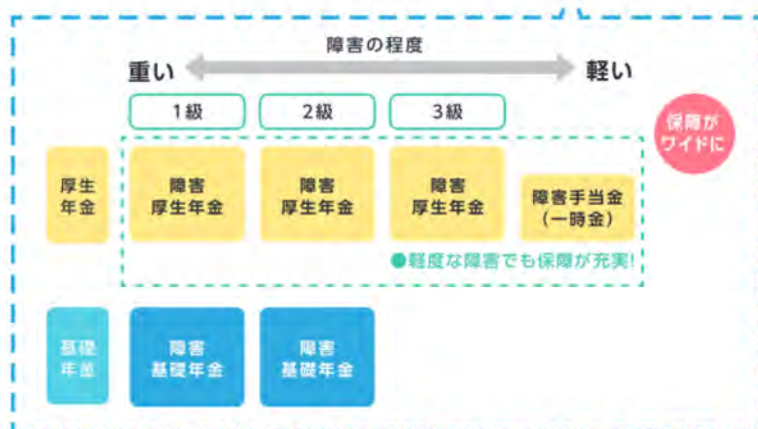 障害の程度
重い
軽い
1級
2級
3級
保障が
ワイドに
厚生
年金
障害
厚生年金
障害
厚生年金
障害
厚生年金
障害手当金
(一時金)
●軽度な障害でも保障が充実!
基礎
年金
障害
基礎年金
障害
基礎年金